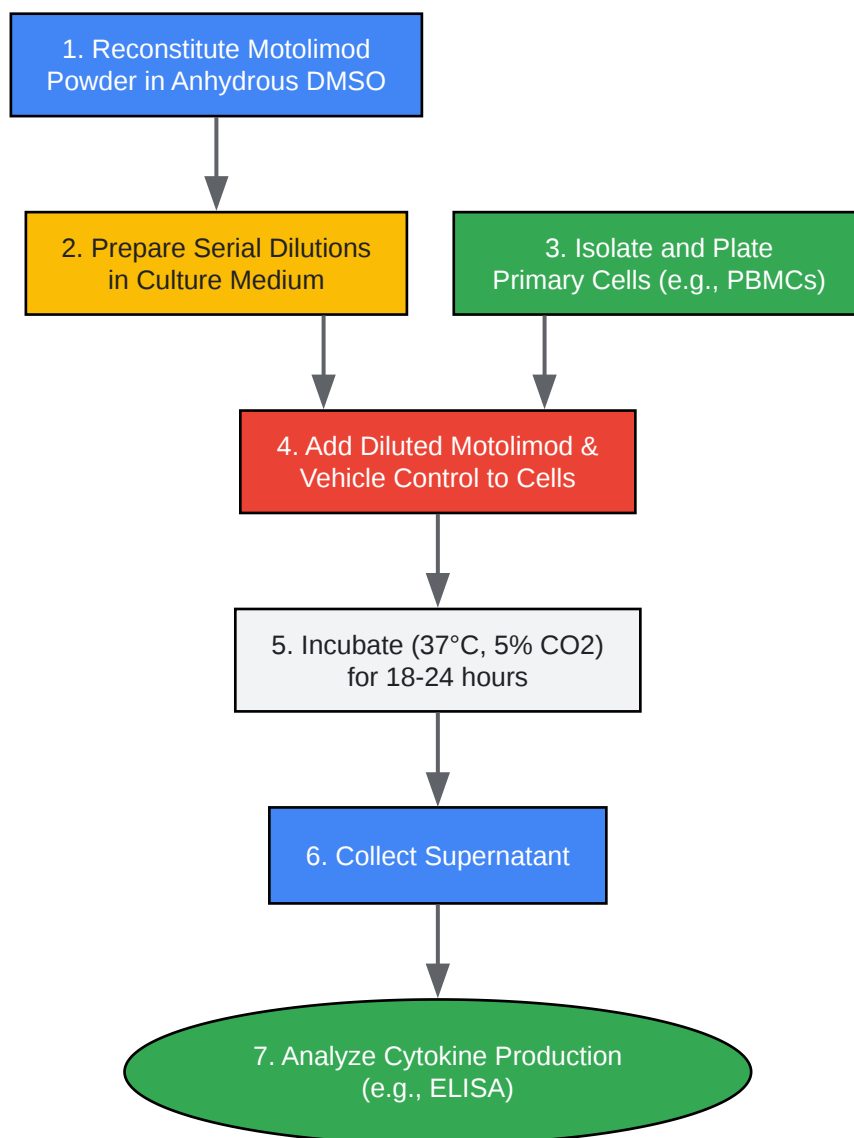 1. Reconstitute Motolimod
Powder in Anhydrous DMSO
2. Prepare Serial Dilutions
in Culture Medium
3. Isolate and Plate
Primary Cells (e.g., PBMCs)
4. Add Diluted Motolimod &
Vehicle Control to Cells
5. Incubate (37°C, 5% CO2)
for 18-24 hours
6. Collect Supernatant
7. Analyze Cytokine Production
(e.g., ELISA)